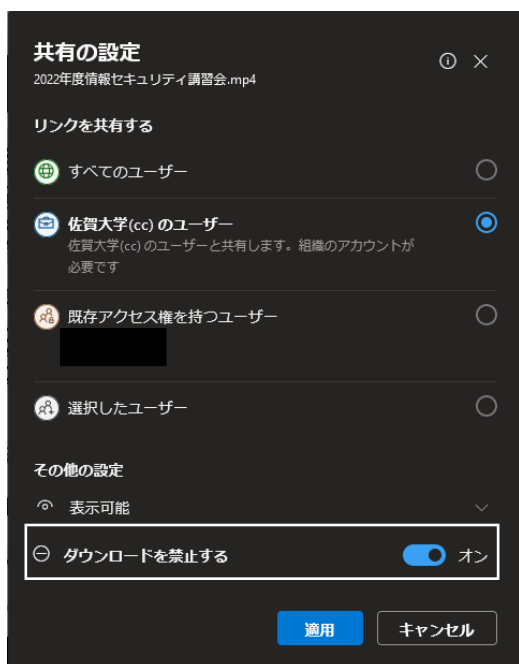 共有の設定
2022年度情報セキュリティ講習会.mp4
リンクを共有する
すべてのユーザー
佐賀大学(cc) のユーザー
佐賀大学(cc) のユーザーと共有します。組織のアカウントが
必要です
既存アクセス権を持つユーザー
選択したユーザー
その他の設定
表示可能
ダウンロードを禁止する オン
適用 キャンセル